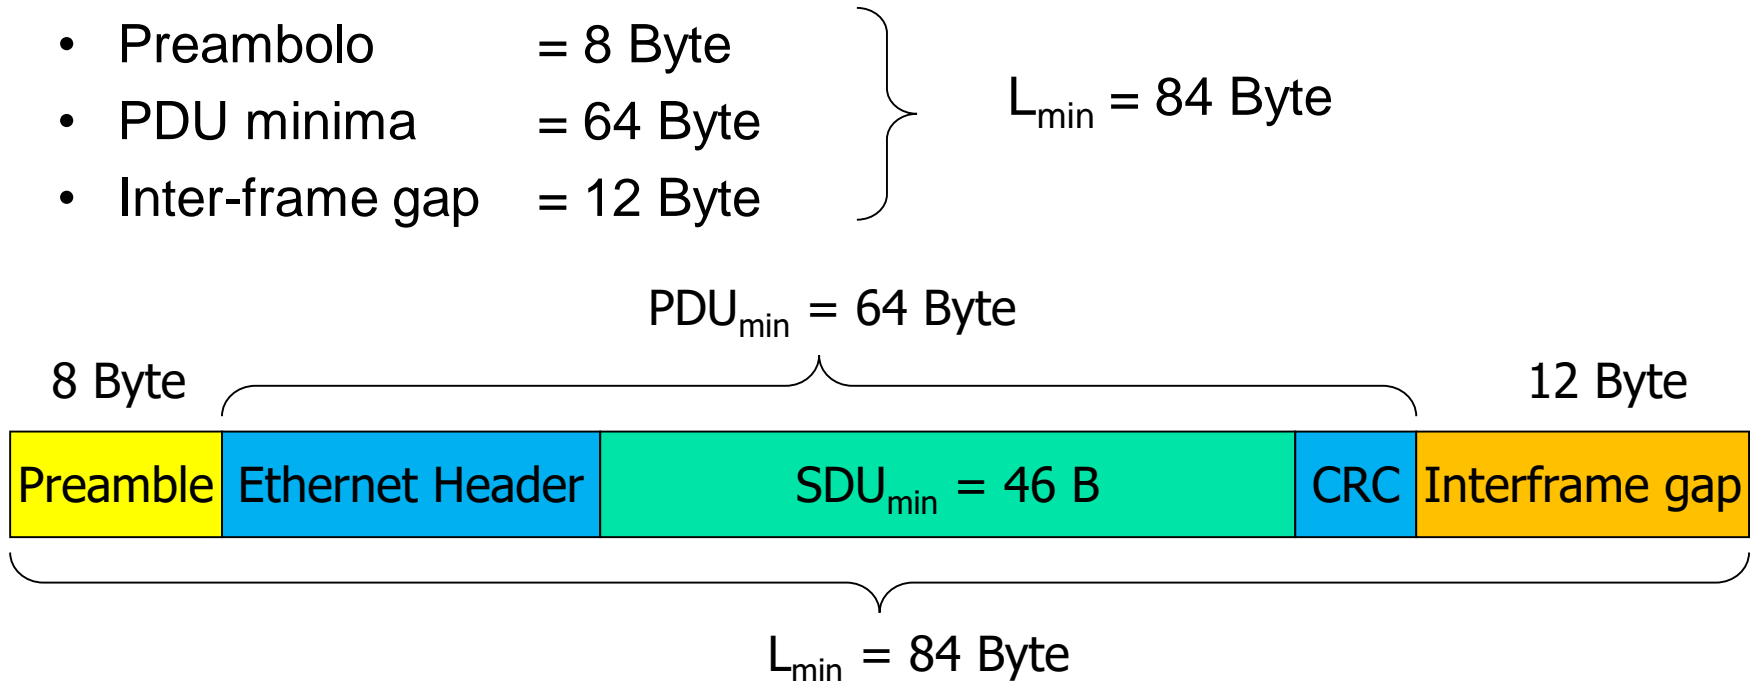 • Preambolo = 8 Byte
• PDU minima = 64 Byte
• Inter-frame gap = 12 Byte
Lmin = 84 Byte
PDUmin = 64 Byte
8 Byte
12 Byte
Preamble
Ethernet Header
SDUmin = 46 B
CRC
Interframe gap
Lmin = 84 Byte